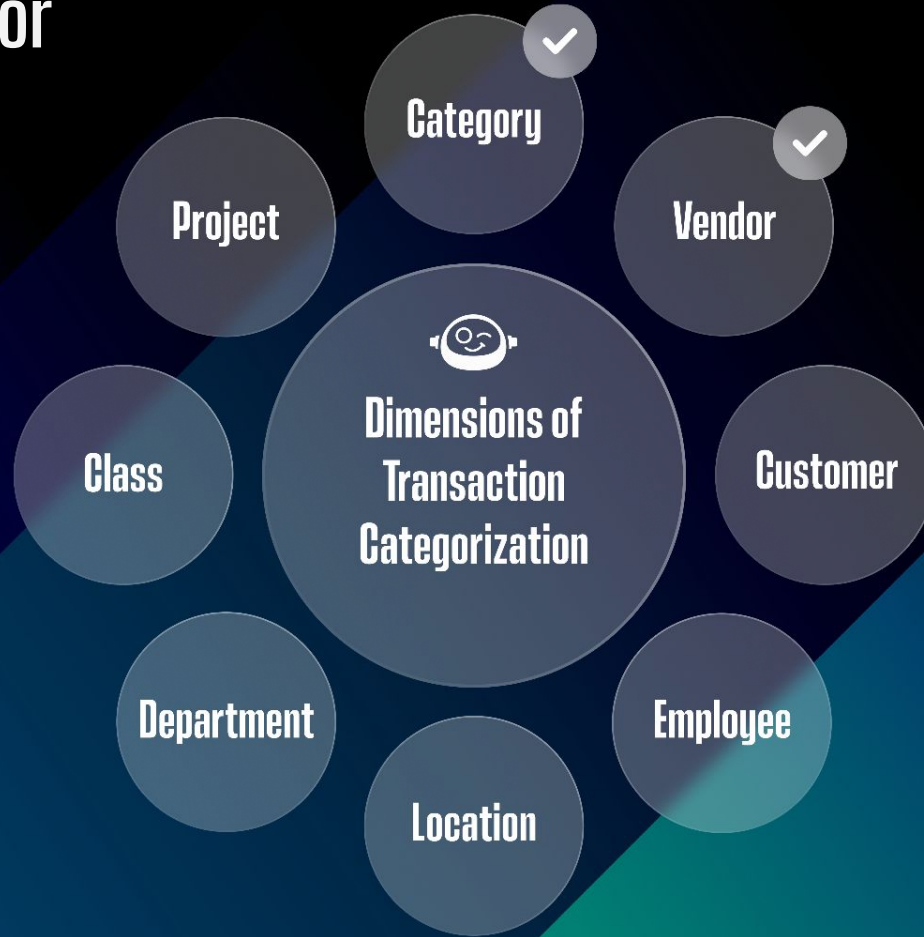 or
Category
Vendor
Project
Dimensions of
Transaction
Categorization
Class
Customer
Department
Employee
Location